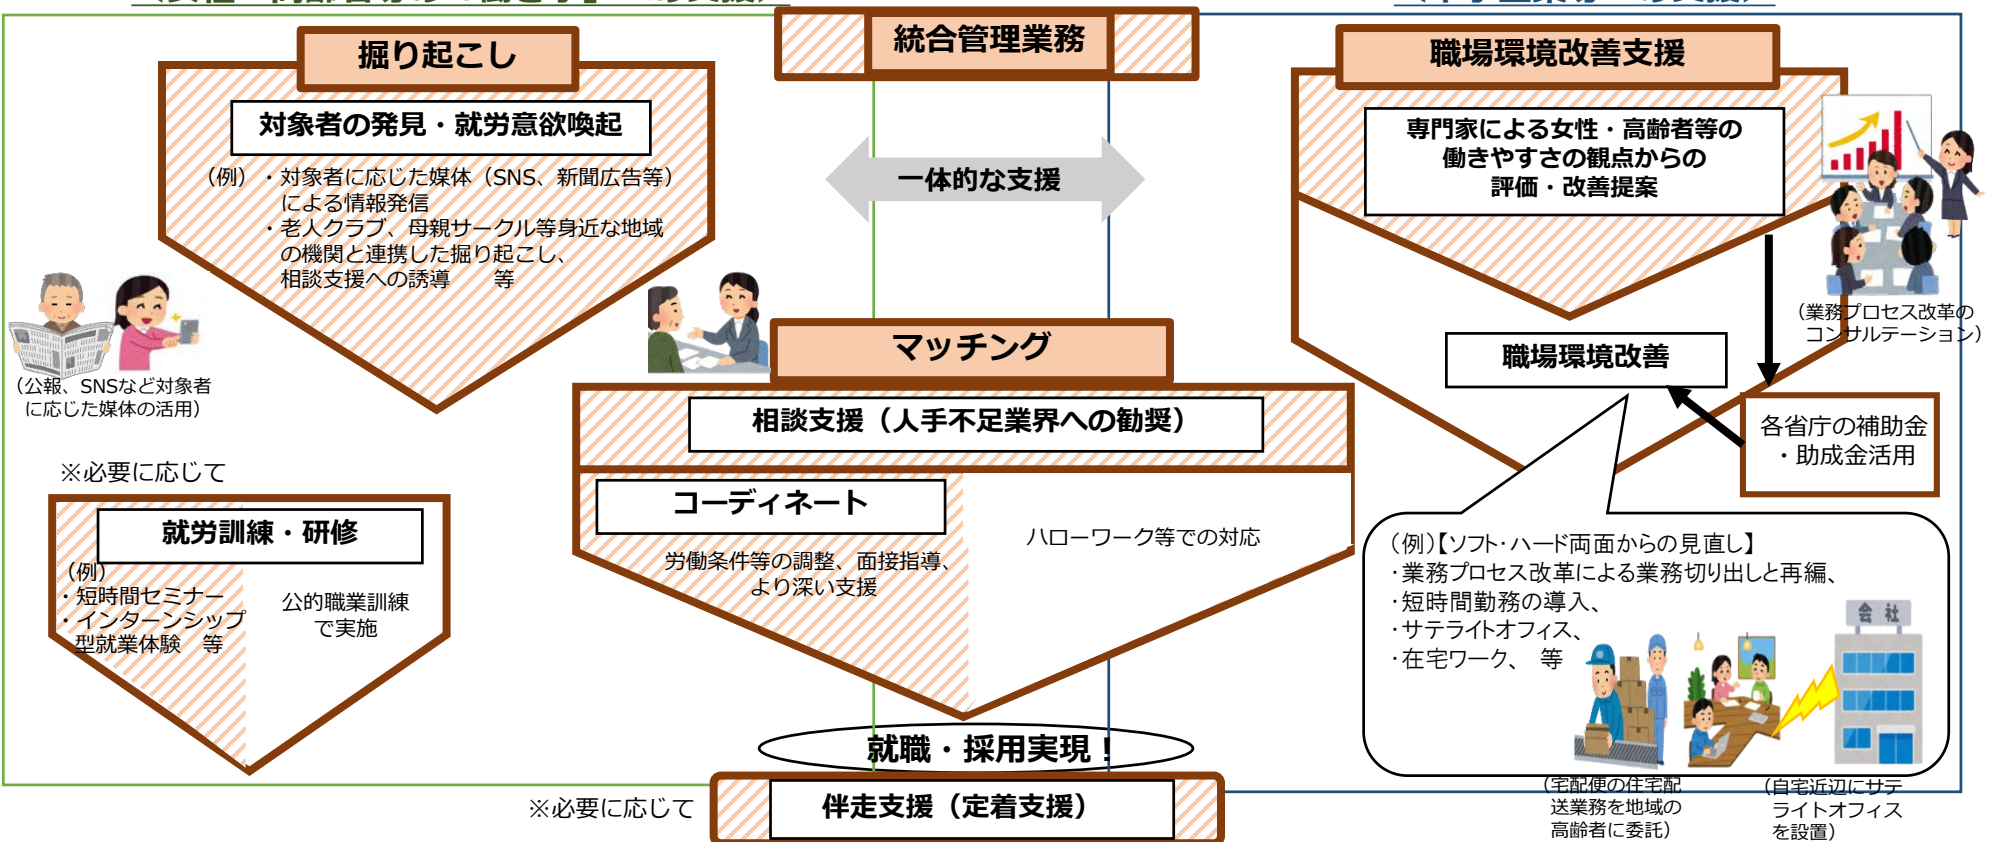 統合管理業務
掘り起こし
対象者の発見・就労意欲喚起
（例）・対象者に応じた媒体（SNS、新聞広告等）
による情報発信
・老人クラブ、母親サークル等身近な地域
の機関と連携した掘り起こし、
相談支援への誘導　　等
（公報、SNSなど対象者
に応じた媒体の活用）
一体的な支援
職場環境改善支援
専門家による女性・高齢者等の
働きやすさの観点からの
評価・改善提案
（業務プロセス改革の
コンサルテーション）
職場環境改善
各省庁の補助金
・助成金活用
マッチング
相談支援（人手不足業界への勧奨）
コーディネート
労働条件等の調整、面接指導、
より深い支援
ハローワーク等での対応
※必要に応じて
就労訓練・研修
（例）
・短時間セミナー
・インターンシップ
型就業体験　等
公的職業訓練
で実施
（例）【ソフト・ハード両面からの見直し】
・業務プロセス改革による業務切り出しと再編、
・短時間勤務の導入、
・サテライトオフィス、
・在宅ワーク、　等
会 社
（宅配便の住宅配
送業務を地域の
高齢者に委託）
（自宅近辺にサテ
ライトオフィス
を設置）
就職・採用実現！
※必要に応じて
伴走支援（定着支援）